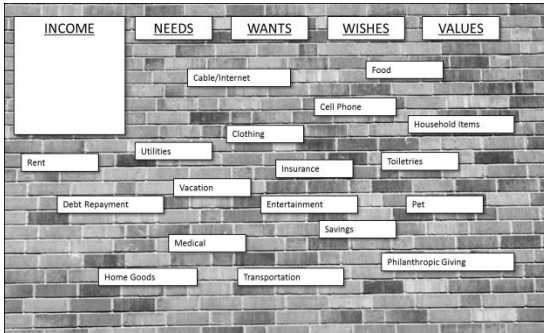 INCOME
NEEDS
WANTS
WISHES
VALUES
Food
Cable/Internet
Cell Phone
Household Items
Clothing
Utilities
Rent
Insurance
Toiletries
Vacation
Debt Repayment
Entertainment
Pet
Savings
Medical
Philanthropic Giving
Home Goods
Transportation